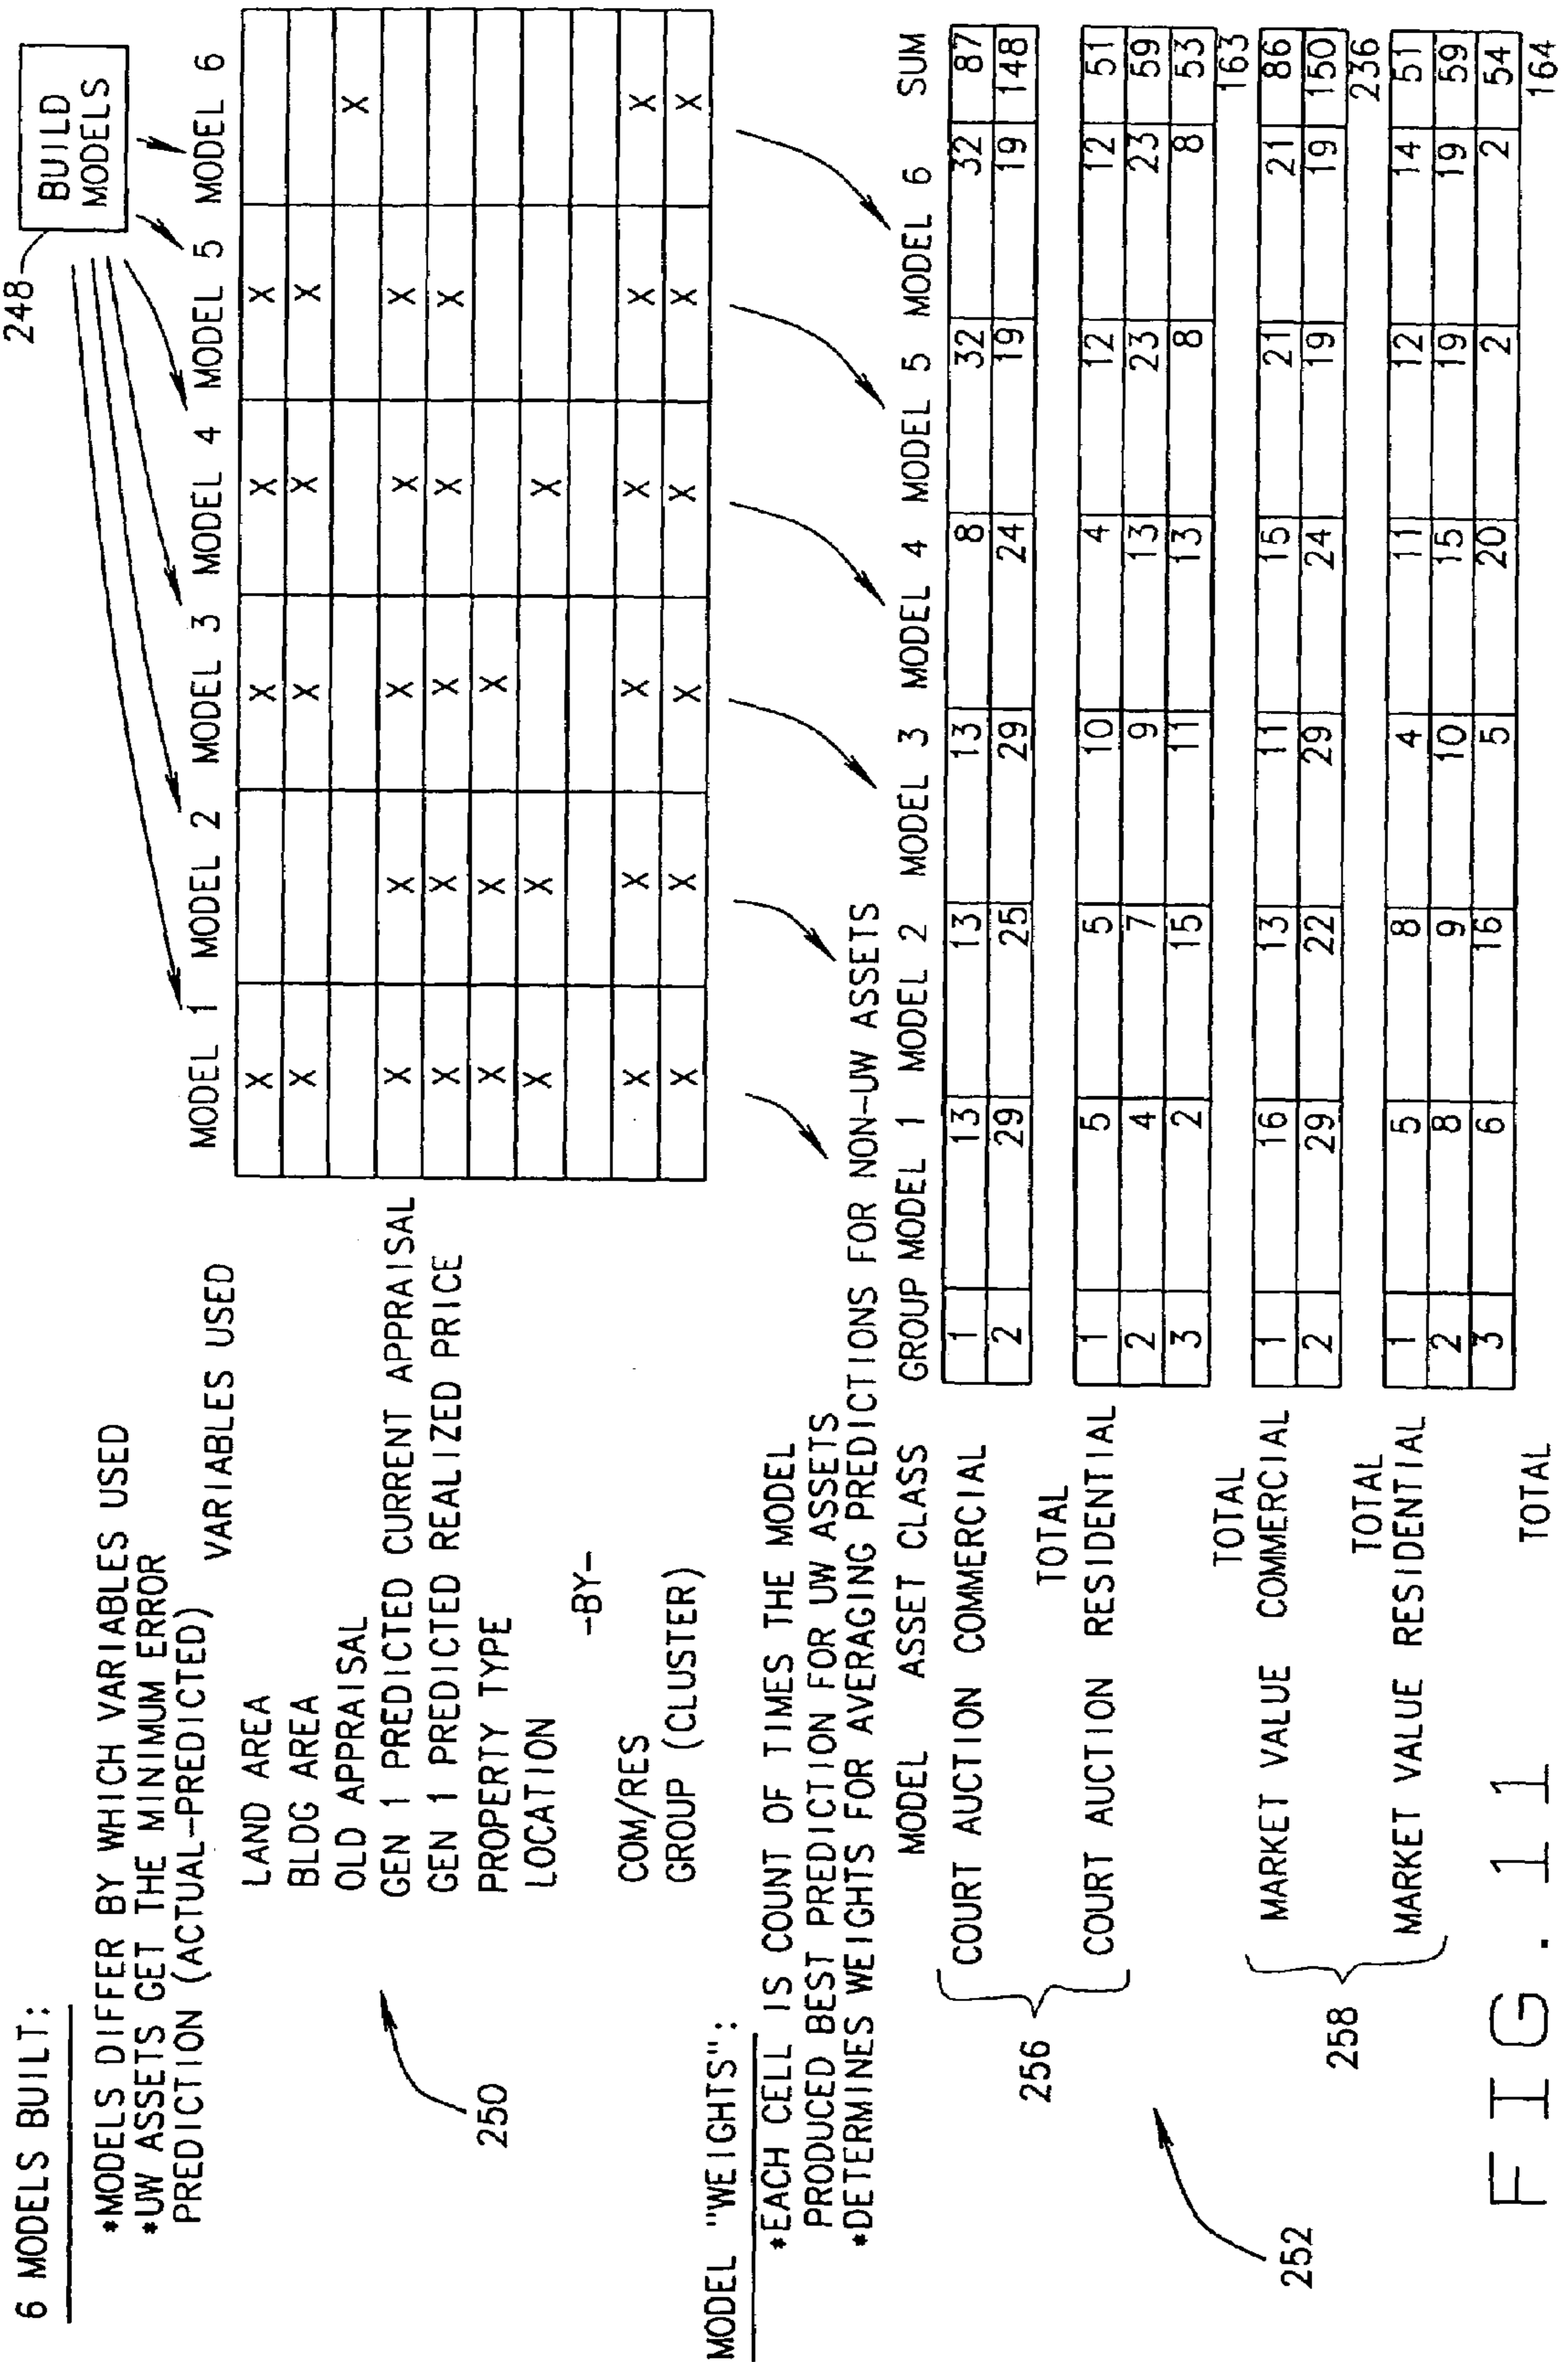 6 MODELS BUILT:
248
BUILD
MODELS
*MODELS DIFFER BY WHICH VARIABLES USED
*UW ASSETS GET THE MINIMUM ERROR
PREDICTION (ACTUAL-PREDICTED)
VARIABLES USED MODEL 1 MODEL 2 MODEL 3 MODEL 4 MODEL 5 MODEL 6
LAND AREA X X X X
BLDG AREA X X X X
OLD APPRAISAL X
GEN 1 PREDICTED CURRENT APPRAISAL X X X X X
GEN 1 PREDICTED REALIZED PRICE X X X X X
PROPERTY TYPE X X X
LOCATION X X X
-BY-
COM/RES X X X X X X
GROUP (CLUSTER) X X X X X X
250
MODEL "WEIGHTS":
*EACH CELL IS COUNT OF TIMES THE MODEL
PRODUCED BEST PREDICTION FOR UW ASSETS
*DETERMINES WEIGHTS FOR AVERAGING PREDICTIONS FOR NON-UW ASSETS
MODEL ASSET CLASS GROUP MODEL 1 MODEL 2 MODEL 3 MODEL 4 MODEL 5 MODEL 6 SUM
COURT AUCTION COMMERCIAL 1 13 13 13 8 32 32 87
2 29 25 29 24 19 19 148
TOTAL
COURT AUCTION RESIDENTIAL 1 5 5 10 4 12 12 51
2 4 7 9 13 23 23 59
3 2 15 11 13 8 8 53
TOTAL 163
MARKET VALUE COMMERCIAL 1 16 13 11 15 21 21 86
2 29 22 29 24 19 19 150
TOTAL 236
MARKET VALUE RESIDENTIAL 1 5 8 4 11 12 14 51
2 8 9 10 15 19 19 59
3 6 16 5 20 2 2 54
TOTAL 164
256
258
252
FIG. 11